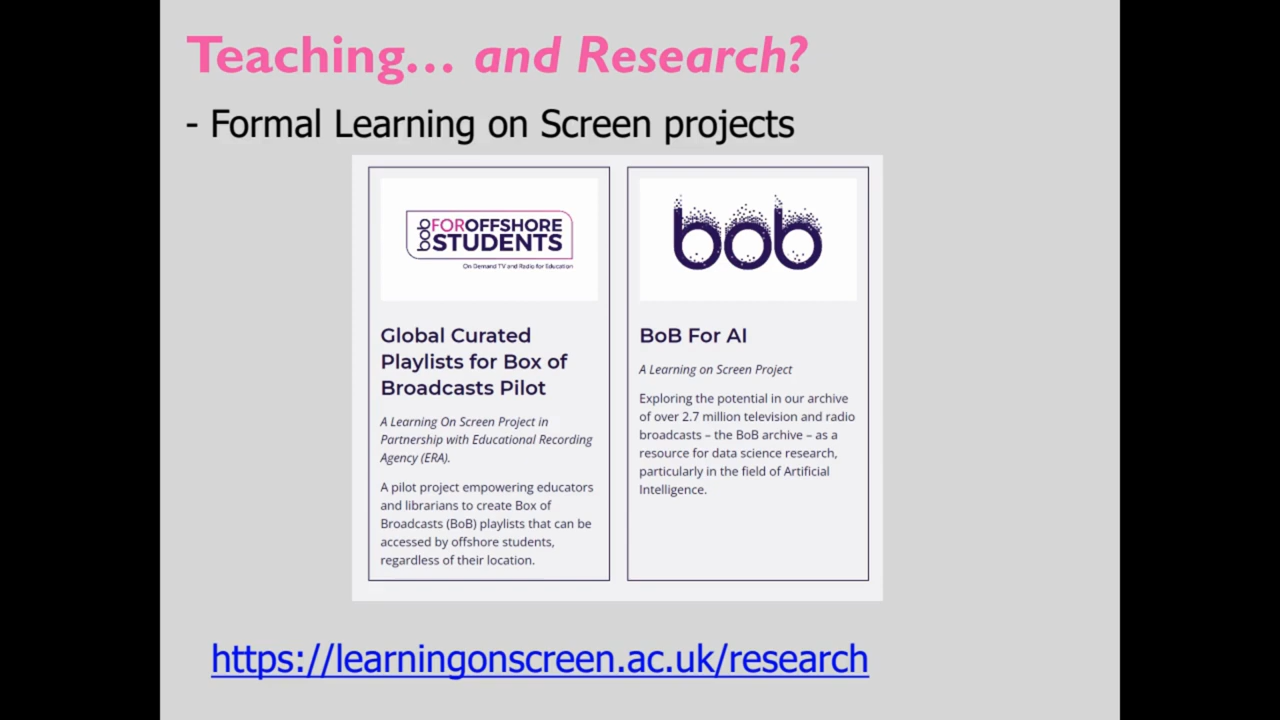 Teaching... and Research?
- Formal Learning on Screen projects
bob FOROFFSHORE
STUDENTS
On Demand TV and Radio for Education
Global Curated
Playlists for Box of
Broadcasts Pilot
A Learning On Screen Project in
Partnership with Educational Recording
Agency (ERA).
A pilot project empowering educators
and librarians to create Box of
Broadcasts (BoB) playlists that can be
accessed by offshore students,
regardless of their location.
bob
BoB For AI
A Learning on Screen Project
Exploring the potential in our archive
of over 2.7 million television and radio
broadcasts – the BoB archive – as a
resource for data science research,
particularly in the field of Artificial
Intelligence.
https://learningonscreen.ac.uk/research